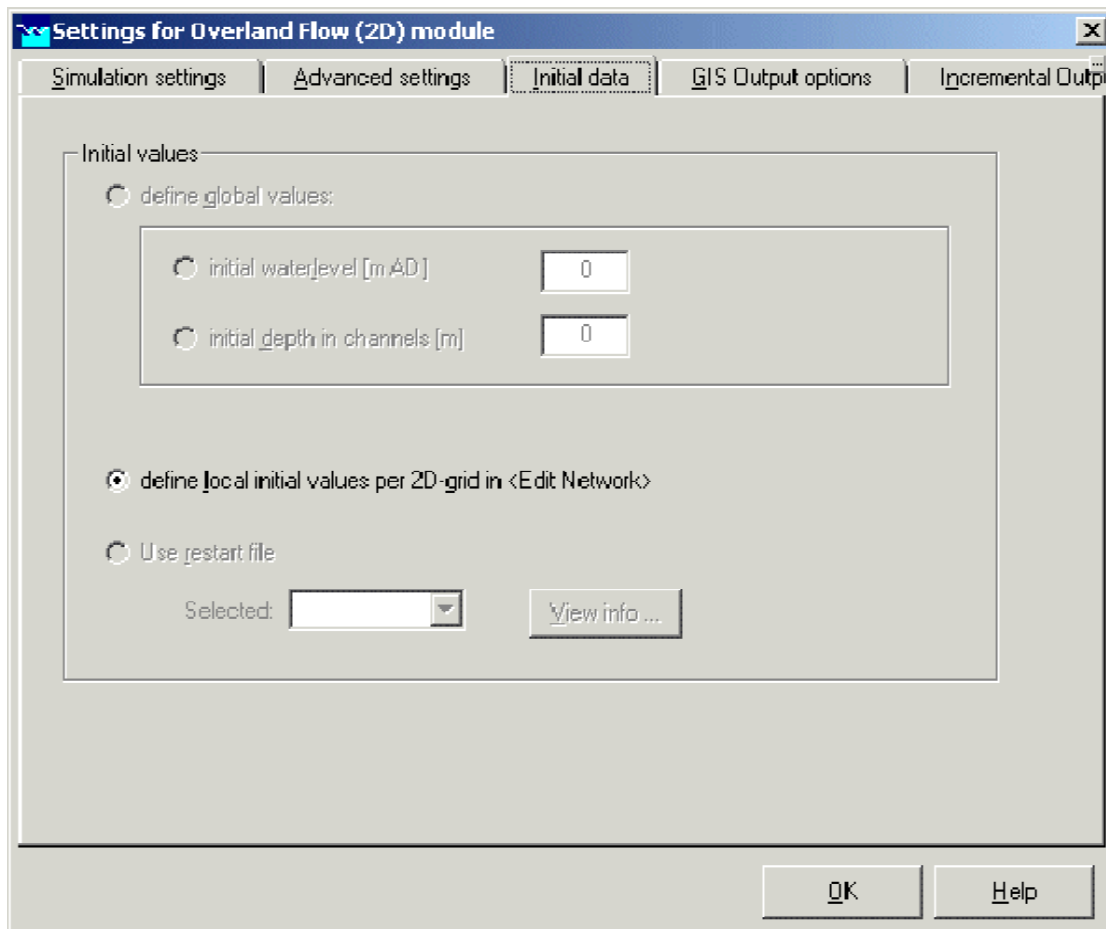 Settings for Overland Flow (2D) module
Simulation settings Advanced settings Initial data GIS Output options Incremental Outp
Initial values
define global values:
initial waterlevel [m AD]
0
initial depth in channels [m]
0
define local initial values per 2D-grid in <Edit Network>
Use restart file
Selected:
View info ...
OK Help